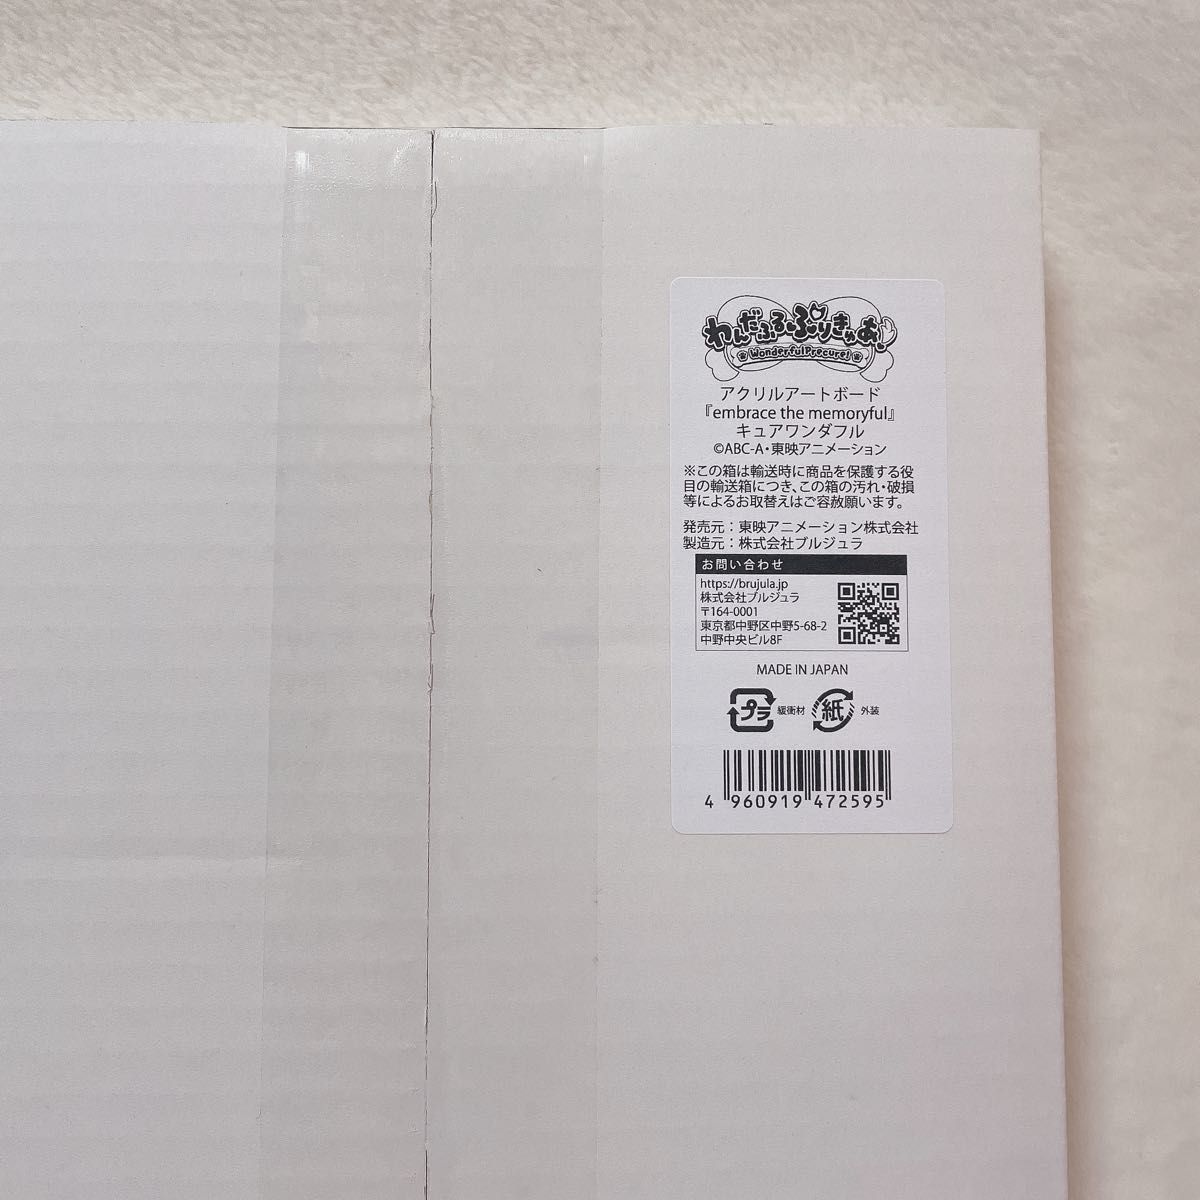 わんだふるぷりきゅあ!
WonderfulPrecure!
アクリルアートボード
『embrace the memoryful』
キュアワンダフル
©ABC-A・東映アニメーション
※この箱は輸送時に商品を保護する役
目の輸送箱につき、この箱の汚れ・破損
等によるお取替えはご容赦願います。
発売元：東映アニメーション株式会社
製造元：株式会社ブルジュラ
お問い合わせ
https://brujula.jp
株式会社ブルジュラ
〒164-0001
東京都中野区中野5-68-2
中野中央ビル8F
MADE IN JAPAN
プラ 緩衝材 紙 外装
4 960919 472595